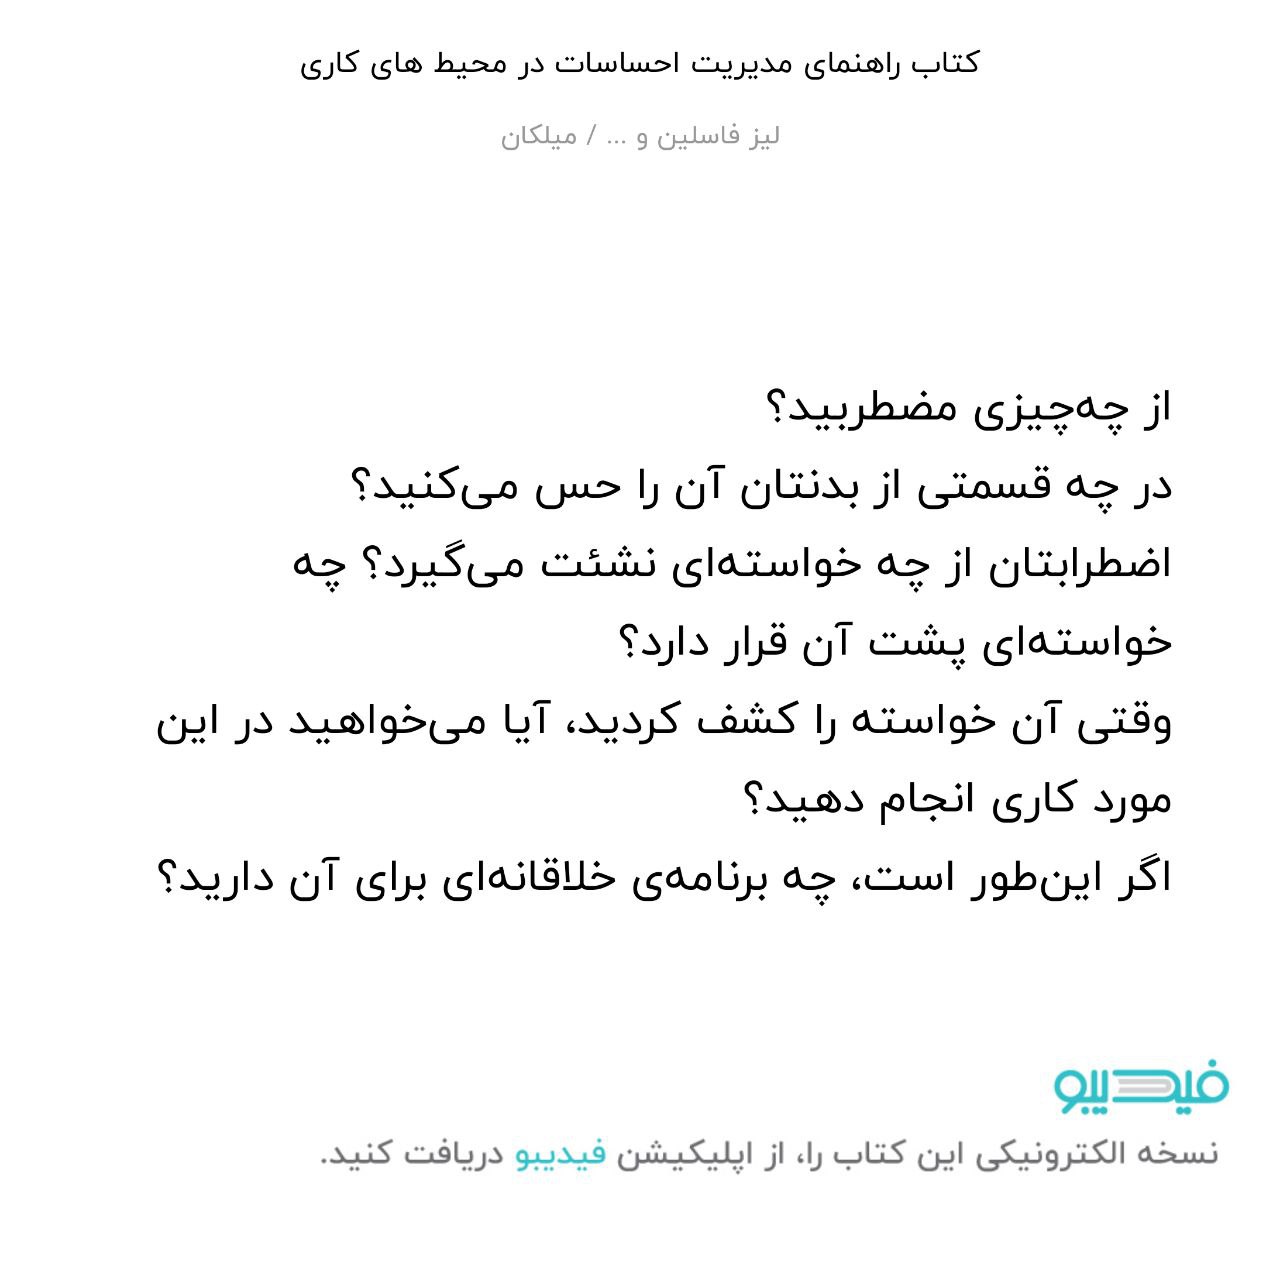 کتاب راهنمای مدیریت احساسات در محیط های کاری
لیز فاسلین و ... / میلکان
از چه‌چیزی مضطربید؟
در چه قسمتی از بدنتان آن را حس می‌کنید؟
اضطرابتان از چه خواسته‌ای نشئت می‌گیرد؟ چه
خواسته‌ای پشت آن قرار دارد؟
وقتی آن خواسته را کشف کردید، آیا می‌خواهید در این
مورد کاری انجام دهید؟
اگر این‌طور است، چه برنامه‌ی خلاقانه‌ای برای آن دارید؟
فیدیبو
نسخه الکترونیکی این کتاب را، از اپلیکیشن فیدیبو دریافت کنید.